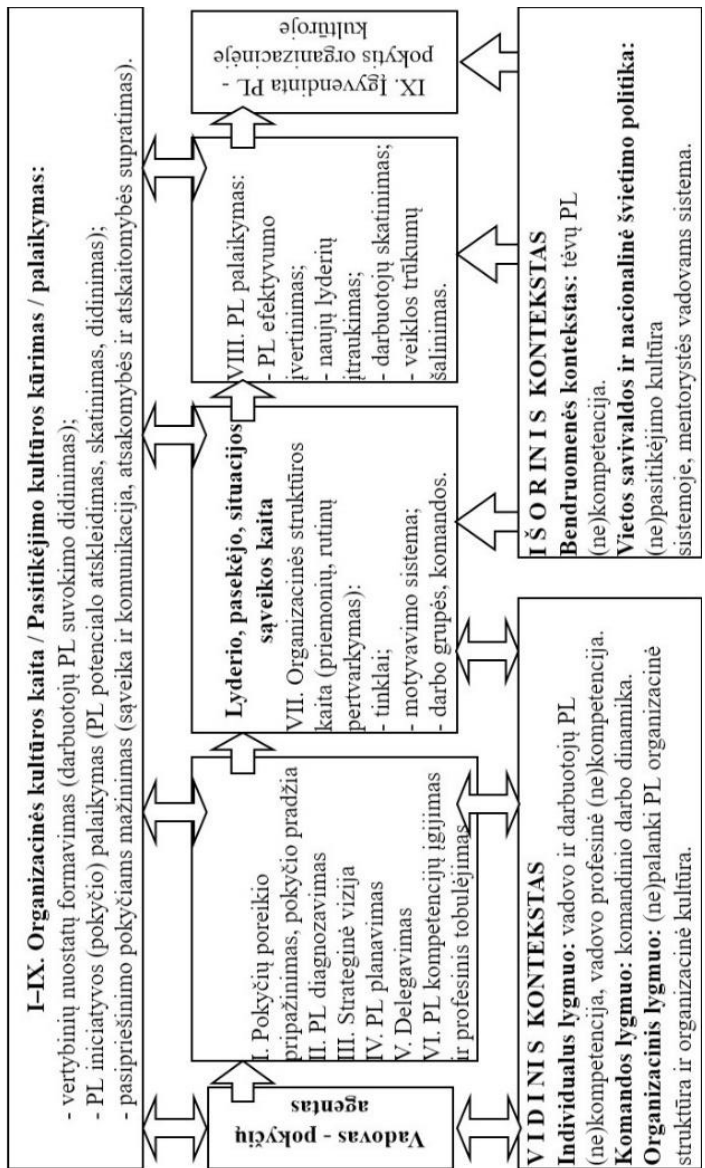 I–IX. Organizacinės kultūros kaita / Pasitikėjimo kultūros kūrimas / palaikymas:
- vertybinių nuostatų formavimas (darbuotojų PL suvokimo didinimas);
- PL iniciatyvos (pokyčio) palaikymas (PL potencialo atskleidimas, skatinimas, didinimas);
- pasipriešinimo pokyčiams mažinimas (sąveika ir komunikacija, atsakomybės ir atskaitomybės supratimas).
Vadovas - pokyčių
agentas
I. Pokyčių poreikio
pripažinimas, pokyčio pradžia
II. PL diagnozavimas
III. Strateginė vizija
IV. PL planavimas
V. Delegavimas
VI. PL kompetencijų įgijimas
ir profesinis tobulėjimas
Lyderio, pasekėjo, situacijos
sąveikos kaita
VII. Organizacinės struktūros
kaita (priemonių, rutinų
pertvarkymas):
- tinklai;
- motyvavimo sistema;
- darbo grupės, komandos.
VIII. PL palaikymas:
- PL efektyvumo
įvertinimas;
- naujų lyderių
įtraukimas;
- darbuotojų skatinimas;
- veiklos trūkumų
šalinimas.
IX. Įgyvendinta PL -
pokytis organizacinėje
kultūroje
VIDINIS KONTEKSTAS
Individualus lygmuo: vadovo ir darbuotojų PL
(ne)kompetencija, vadovo profesinė (ne)kompetencija.
Komandos lygmuo: komandinio darbo dinamika.
Organizacinis lygmuo: (ne)palanki PL organizacinė
struktūra ir organizacinė kultūra.
IŠORINIS KONTEKSTAS
Bendruomenės kontekstas: tėvų PL
(ne)kompetencija.
Vietos savivaldos ir nacionalinė švietimo politika:
(ne)pasitikėjimo kultūra
sistemoje, mentorystės vadovams sistema.